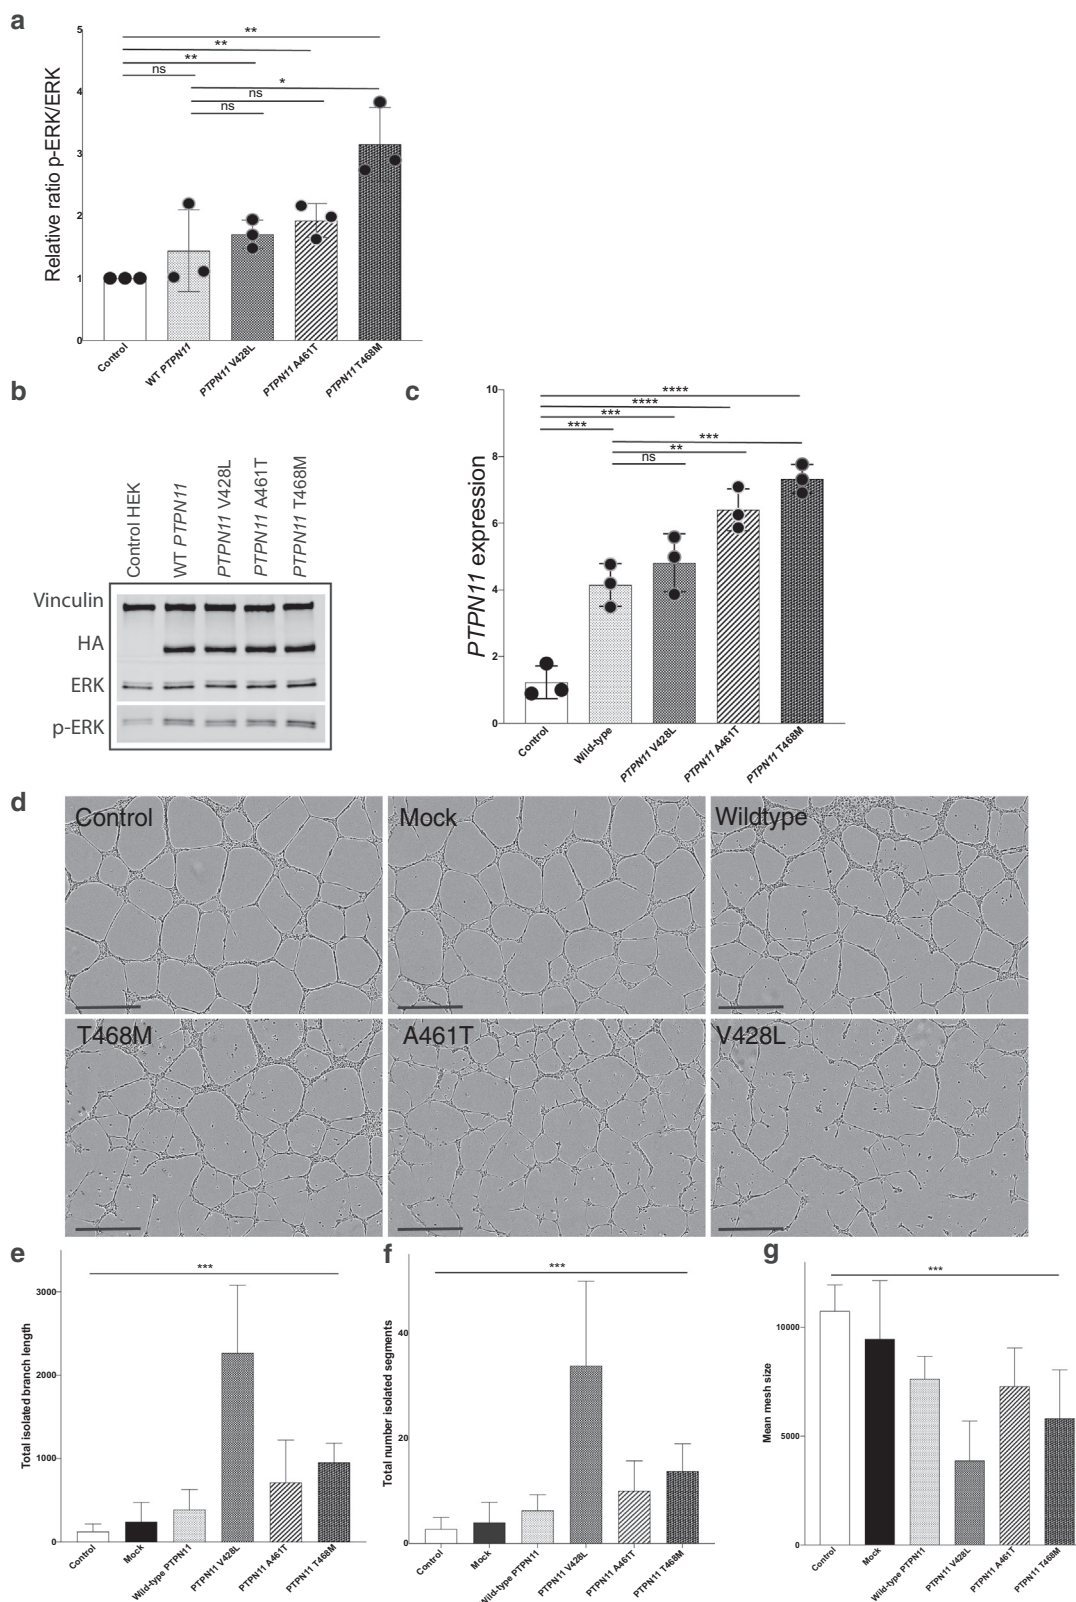 a
5
4
3
2
1
0
Relative ratio p-ERK/ERK
**
**
**
ns
*
ns
ns
Control
WT PTPN11
PTPN11 V428L
PTPN11 A461T
PTPN11 T468M
b
Control HEK
WT PTPN11
PTPN11 V428L
PTPN11 A461T
PTPN11 T468M
Vinculin
HA
ERK
p-ERK
c
10
8
6
4
2
0
PTPN11 expression
****
****
***
***
***
**
ns
Control
Wild-type
PTPN11 V428L
PTPN11 A461T
PTPN11 T468M
d
Control
Mock
Wildtype
T468M
A461T
V428L
e
3000
2000
1000
0
Total isolated branch length
***
Control
Mock
Wild-type PTPN11
PTPN11 V428L
PTPN11 A461T
PTPN11 T468M
f
40
20
0
Total number isolated segments
***
Control
Mock
Wild-type PTPN11
PTPN11 V428L
PTPN11 A461T
PTPN11 T468M
g
10000
5000
0
Mean mesh size
***
Control
Mock
Wild-type PTPN11
PTPN11 V428L
PTPN11 A461T
PTPN11 T468M